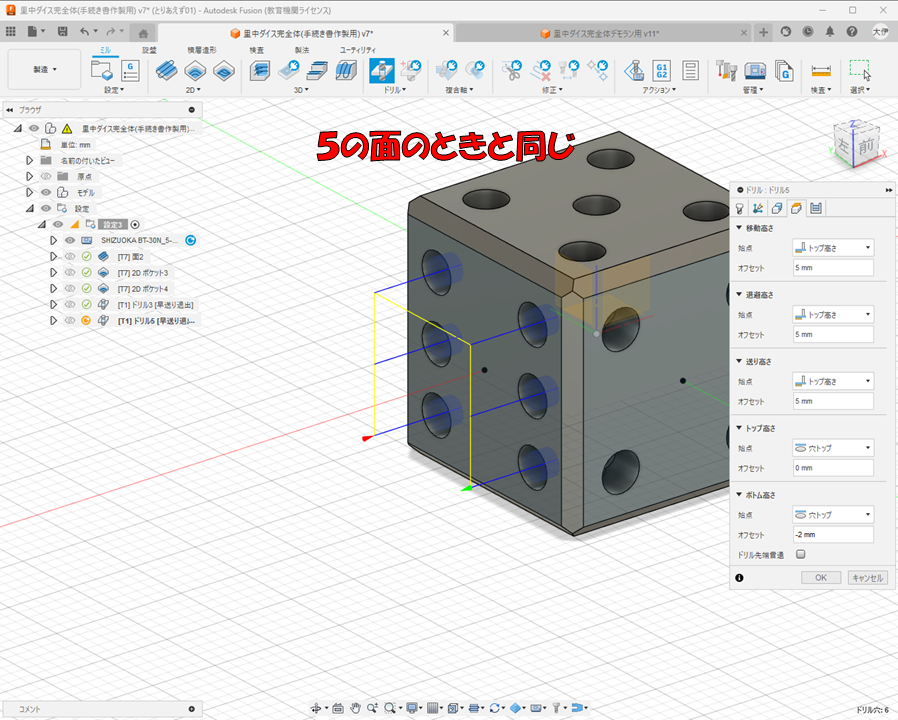 里中ダイス完全体(手続き書作製用) v7* (とりあえず01) - Autodesk Fusion (教育機関ライセンス)
里中ダイス完全体(手続き書作製用) v7*
里中ダイス完全体デモラン用 v11*
ミル
設盤
積層造形
検査
製法
ユーティリティ
製造
設定
2D
3D
ドリル
複合軸
修正
アクション
管理
検査
選択
G1
G2
ブラウザ
里中ダイス完全体(手続き書作製用)...
単位: mm
名前の付いたビュー
原点
モデル
設定
設定3
SHIZUOKA BT-30N_5-...
[T7] 面2
[T7] 2D ポケット3
[T7] 2D ポケット4
[T1] ドリル3 [早送り退出]
[T1] ドリル5 [早送り退...
5の面のときと同じ
Z
左
前
X
ドリル : ドリル5
移動高さ
始点
トップ高さ
オフセット
5 mm
退避高さ
始点
トップ高さ
オフセット
5 mm
送り高さ
始点
トップ高さ
オフセット
5 mm
トップ高さ
始点
穴トップ
オフセット
0 mm
ボトム高さ
始点
穴トップ
オフセット
-2 mm
ドリル先端貫通
OK
キャンセル
コメント
ドリル穴: 6